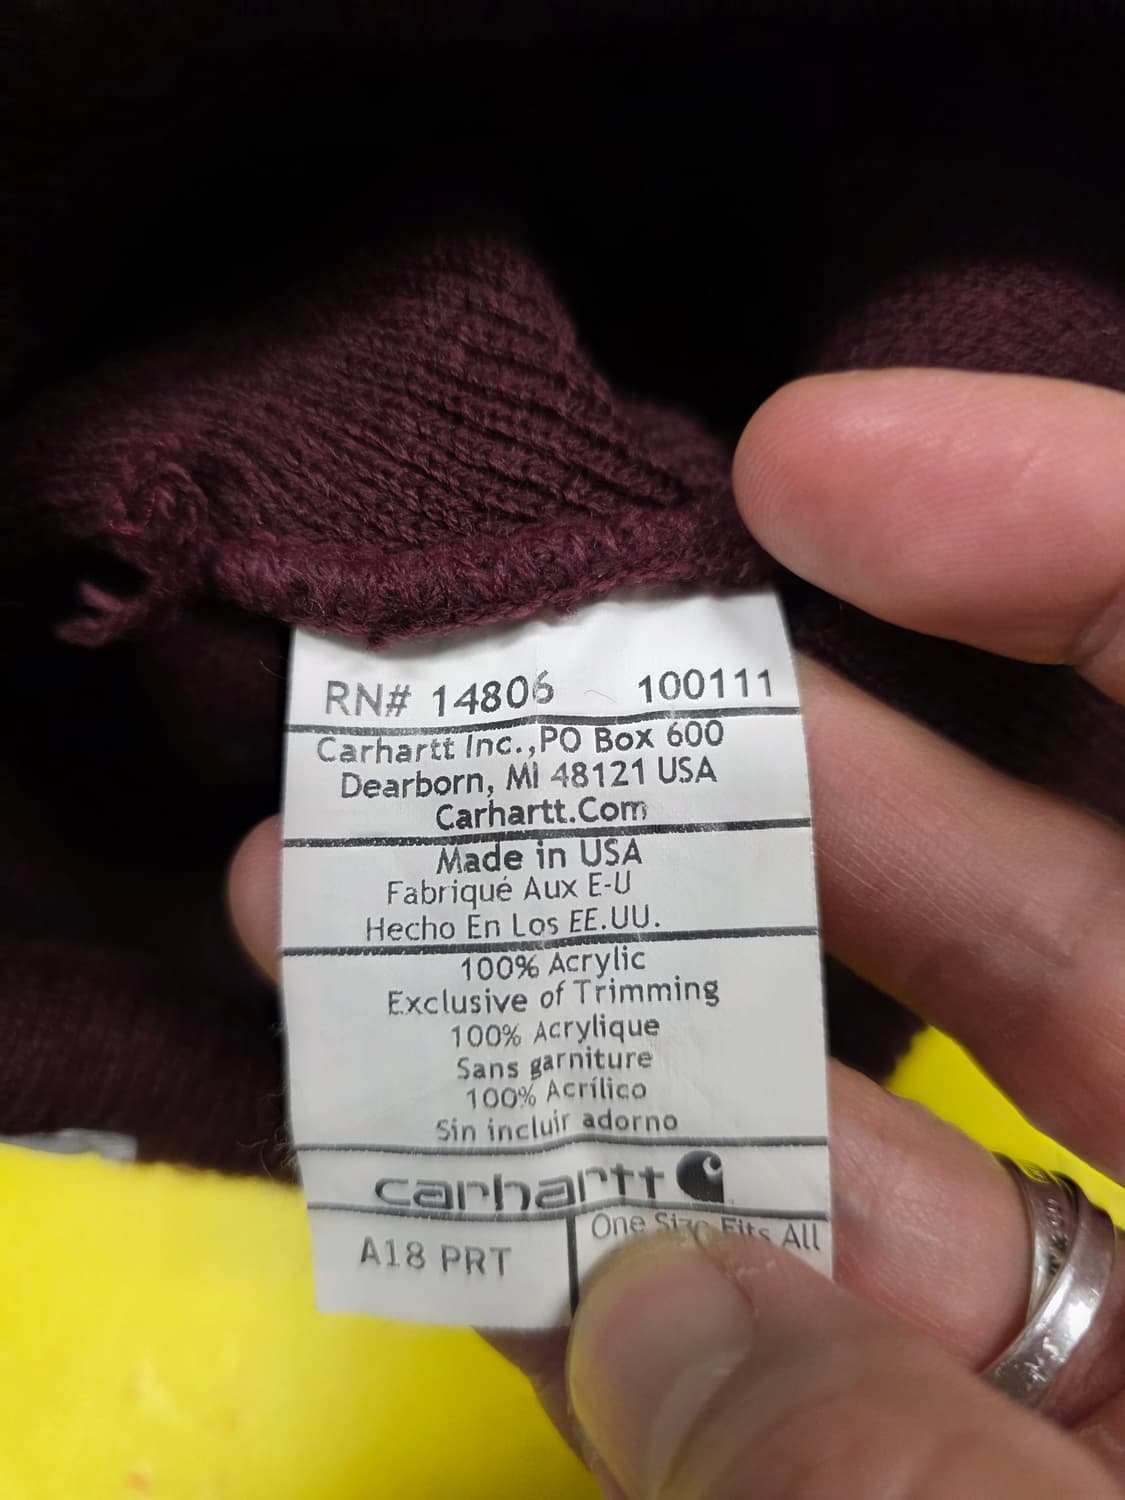 RN# 14806 100111
Carhartt Inc.,PO Box 600
Dearborn, MI 48121 USA
Carhartt.Com
Made in USA
Fabriqué Aux E-U
Hecho En Los EE.UU.
100% Acrylic
Exclusive of Trimming
100% Acrylique
Sans garniture
100% Acrílico
Sin incluir adorno
carhartt
A18 PRT One Size Fits All